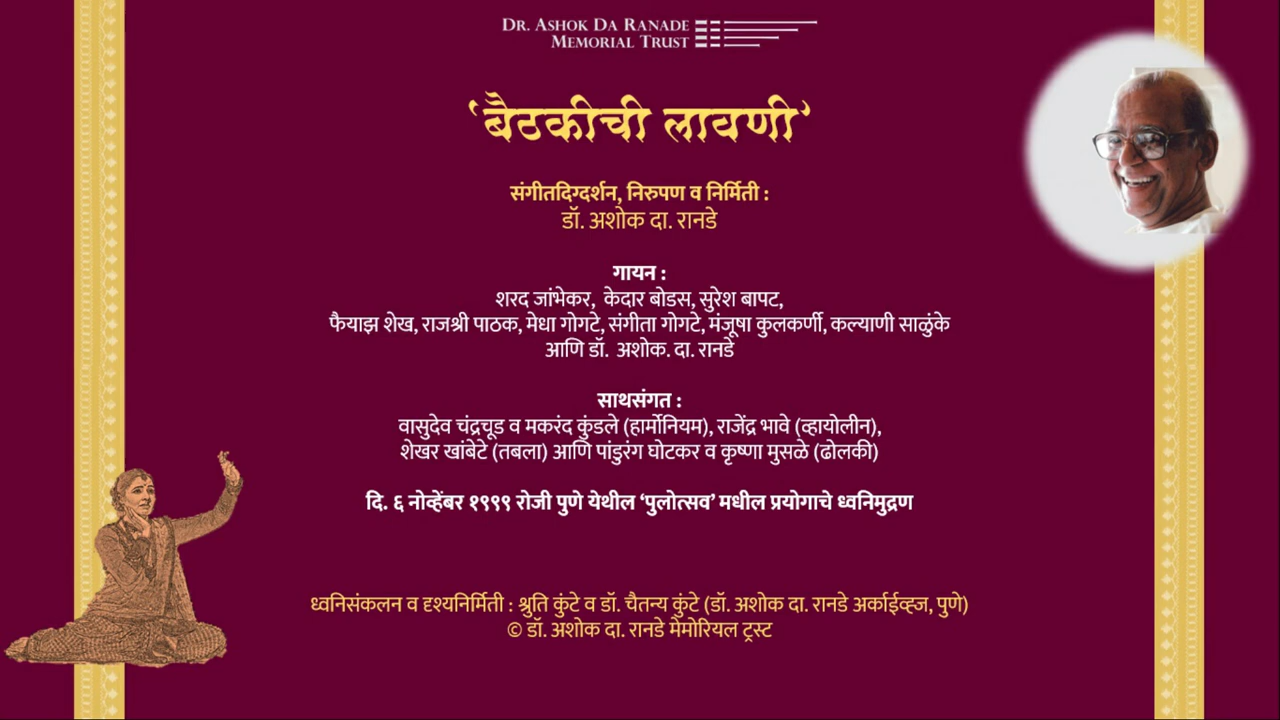 DR. ASHOK DA RANADE
MEMORIAL TRUST
‘बैठकीची लावणी’
संगीतदिग्दर्शन, निरुपण व निर्मिती :
डॉ. अशोक दा. रानडे
गायन :
शरद जांभेकर, केदार बोडस, सुरेश बापट,
फैयाझ शेख, राजश्री पाठक, मेधा गोगटे, संगीता गोगटे, मंजूषा कुलकर्णी, कल्याणी साळुंके
आणि डॉ. अशोक. दा. रानडे
साथसंगत :
वासुदेव चंद्रचूड व मकरंद कुंडले (हार्मोनियम), राजेंद्र भावे (व्हायोलीन),
शेखर खांबेटे (तबला) आणि पांडुरंग घोटकर व कृष्णा मुसळे (ढोलकी)
दि. ६ नोव्हेंबर १९९९ रोजी पुणे येथील ‘पुलोत्सव’ मधील प्रयोगाचे ध्वनिमुद्रण
ध्वनिसंकलन व दृश्यनिर्मिती : श्रुति कुंटे व डॉ. चैतन्य कुंटे (डॉ. अशोक दा. रानडे अर्काईव्ह्ज, पुणे)
© डॉ. अशोक दा. रानडे मेमोरियल ट्रस्ट